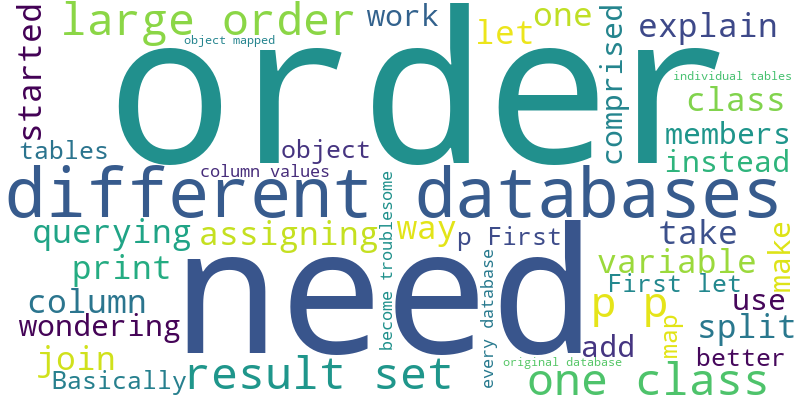 started
large order
object mapped
work
let
one
comprised
explain
individual tables
class
order
members
instead
tables
object
column values
different databases
become troublesome
querying
assigning
way
p First
take
make
print
need
every database
variable
First let
column
p p
use
wondering
map
split
join
add
better
Basically
result set
original database
one class